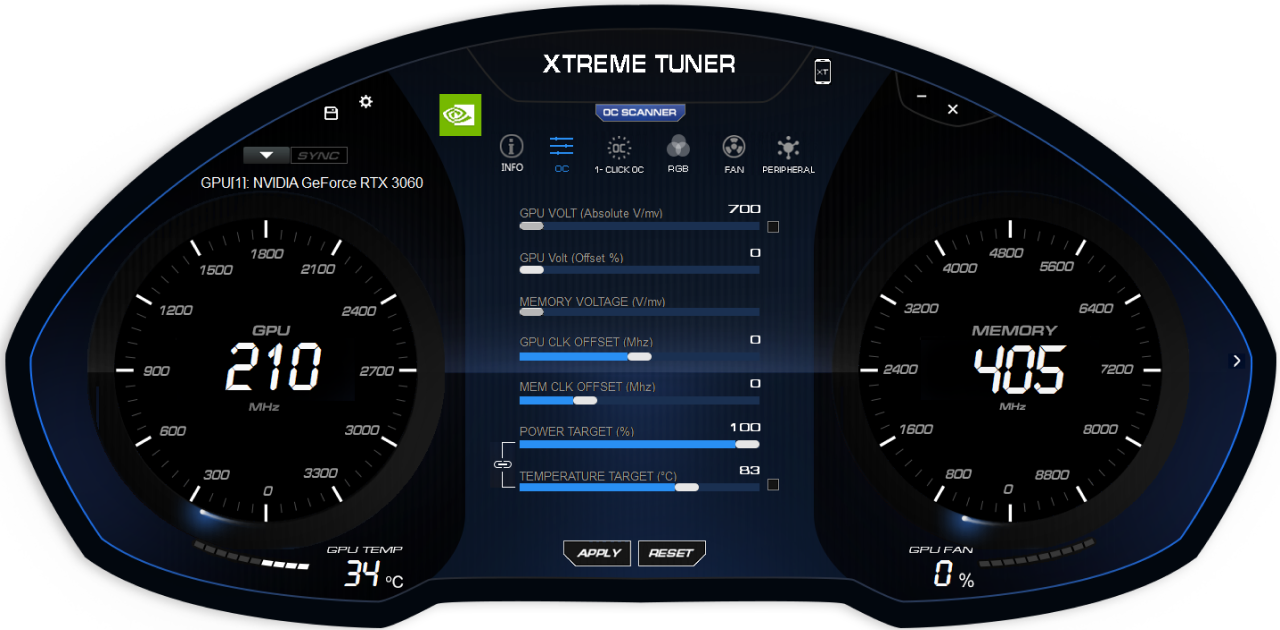 XTREME TUNER
XT
OC SCANNER
SYNC
GPU[1]: NVIDIA GeForce RTX 3060
INFO
OC
OC
1- CLICK OC
RGB
FAN
PERIPHERAL
GPU VOLT (Absolute V/mv) 700
GPU Volt (Offset %) 0
MEMORY VOLTAGE (V/mv)
GPU CLK OFFSET (Mhz) 0
MEM CLK OFFSET (Mhz) 0
POWER TARGET (%) 100
TEMPERATURE TARGET (°C) 83
APPLY
RESET
0
300
600
900
1200
1500
1800
2100
2400
2700
3000
3300
GPU
210
MHz
GPU TEMP
34 °C
0
800
1600
2400
3200
4000
4800
5600
6400
7200
8000
8800
MEMORY
405
MHz
GPU FAN
0 %